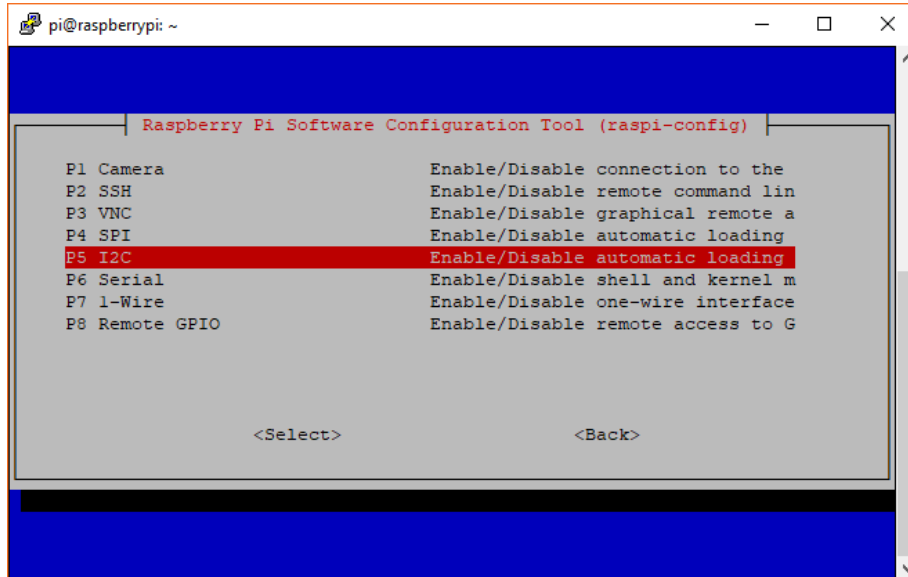 pi@raspberrypi: ~
Raspberry Pi Software Configuration Tool (raspi-config)
P1 Camera Enable/Disable connection to the
P2 SSH Enable/Disable remote command lin
P3 VNC Enable/Disable graphical remote a
P4 SPI Enable/Disable automatic loading
P5 I2C Enable/Disable automatic loading
P6 Serial Enable/Disable shell and kernel m
P7 1-Wire Enable/Disable one-wire interface
P8 Remote GPIO Enable/Disable remote access to G
<Select> <Back>